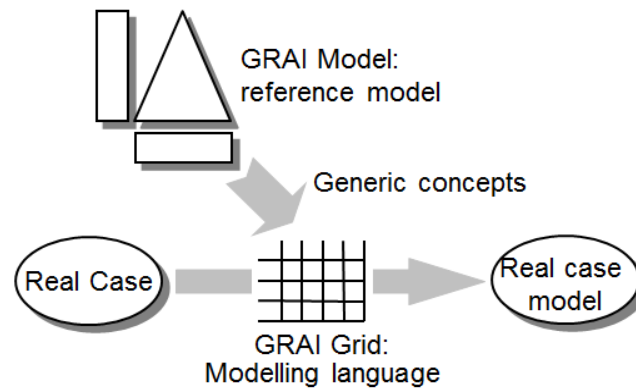 GRAI Model:
reference model
Generic concepts
Real Case
Real case
model
GRAI Grid:
Modelling language